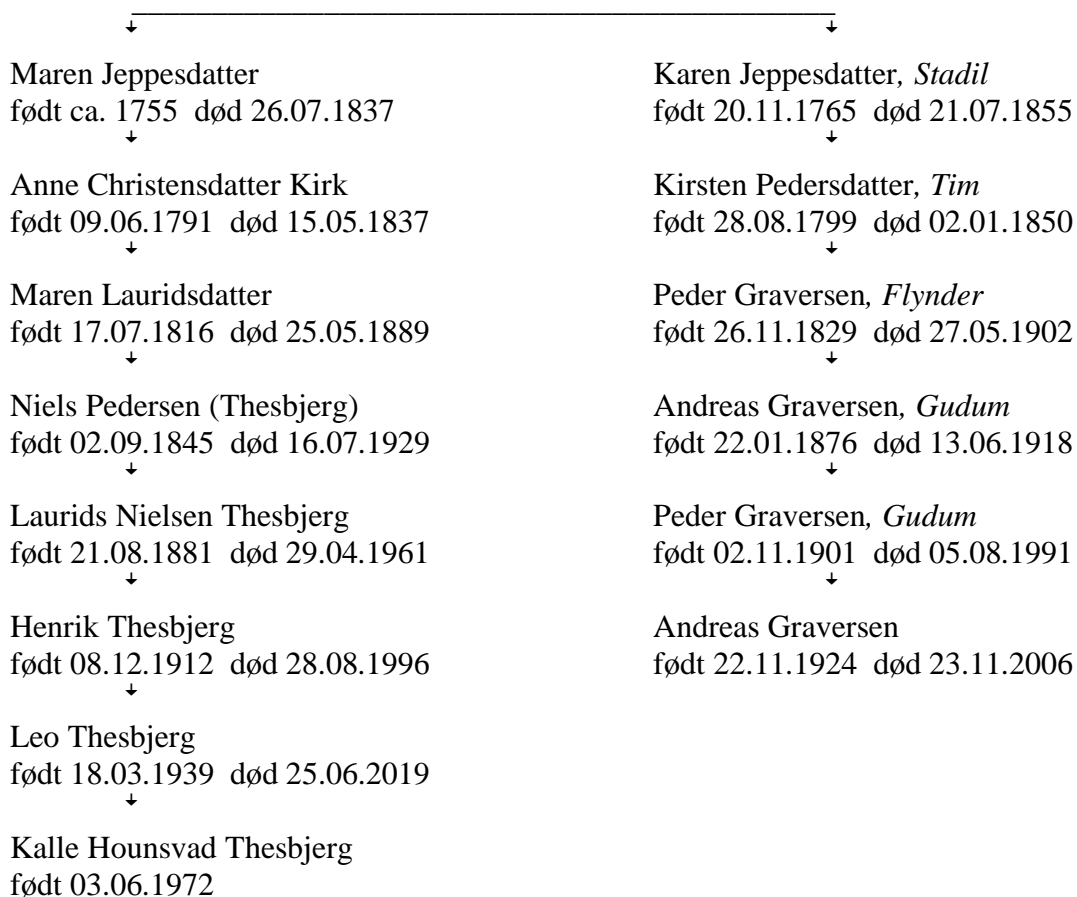 Maren Jeppesdatter
født ca. 1755  død 26.07.1837
Anne Christensdatter Kirk
født 09.06.1791  død 15.05.1837
Maren Lauridsdatter
født 17.07.1816  død 25.05.1889
Niels Pedersen (Thesbjerg)
født 02.09.1845  død 16.07.1929
Laurids Nielsen Thesbjerg
født 21.08.1881  død 29.04.1961
Henrik Thesbjerg
født 08.12.1912  død 28.08.1996
Leo Thesbjerg
født 18.03.1939  død 25.06.2019
Kalle Hounsvad Thesbjerg
født 03.06.1972
Karen Jeppesdatter, Stadil
født 20.11.1765  død 21.07.1855
Kirsten Pedersdatter, Tim
født 28.08.1799  død 02.01.1850
Peder Graversen, Flynder
født 26.11.1829  død 27.05.1902
Andreas Graversen, Gudum
født 22.01.1876  død 13.06.1918
Peder Graversen, Gudum
født 02.11.1901  død 05.08.1991
Andreas Graversen
født 22.11.1924  død 23.11.2006